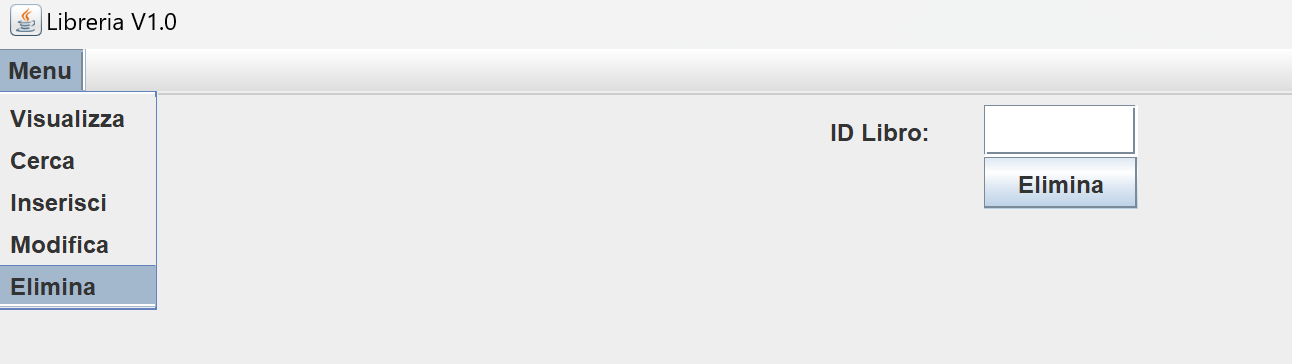 Libreria V1.0
Menu
Visualizza
Cerca
Inserisci
Modifica
Elimina
ID Libro:
Elimina